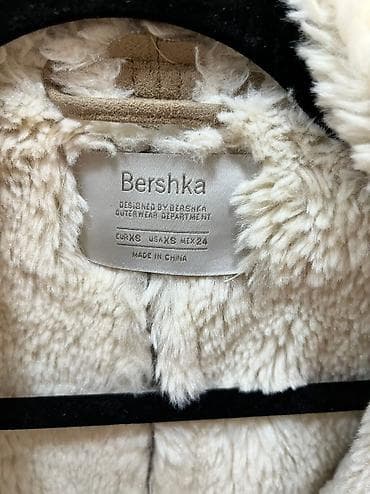 Bershka
DESIGNED BY BERSHKA
OUTERWEAR DEPARTMENT
EUR XS USA XS MEX 24
MADE IN CHINA